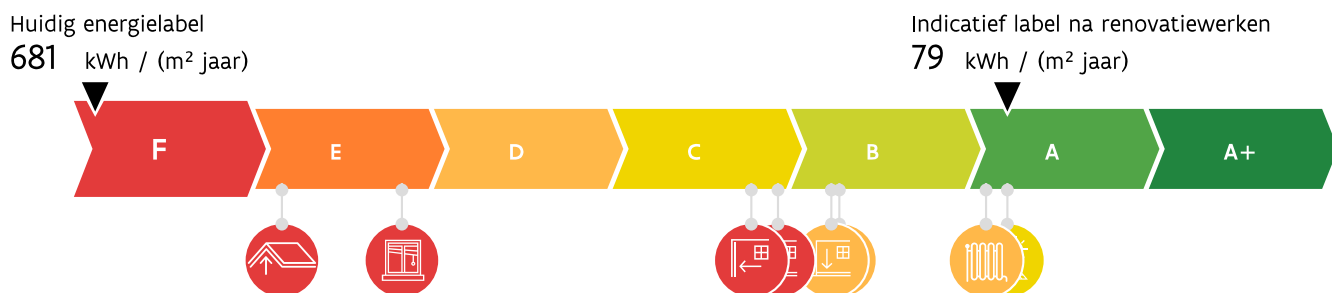 Huidig energielabel
681 kWh / (m² jaar)
Indicatief label na renovatiewerken
79 kWh / (m² jaar)
F E D C B A A+